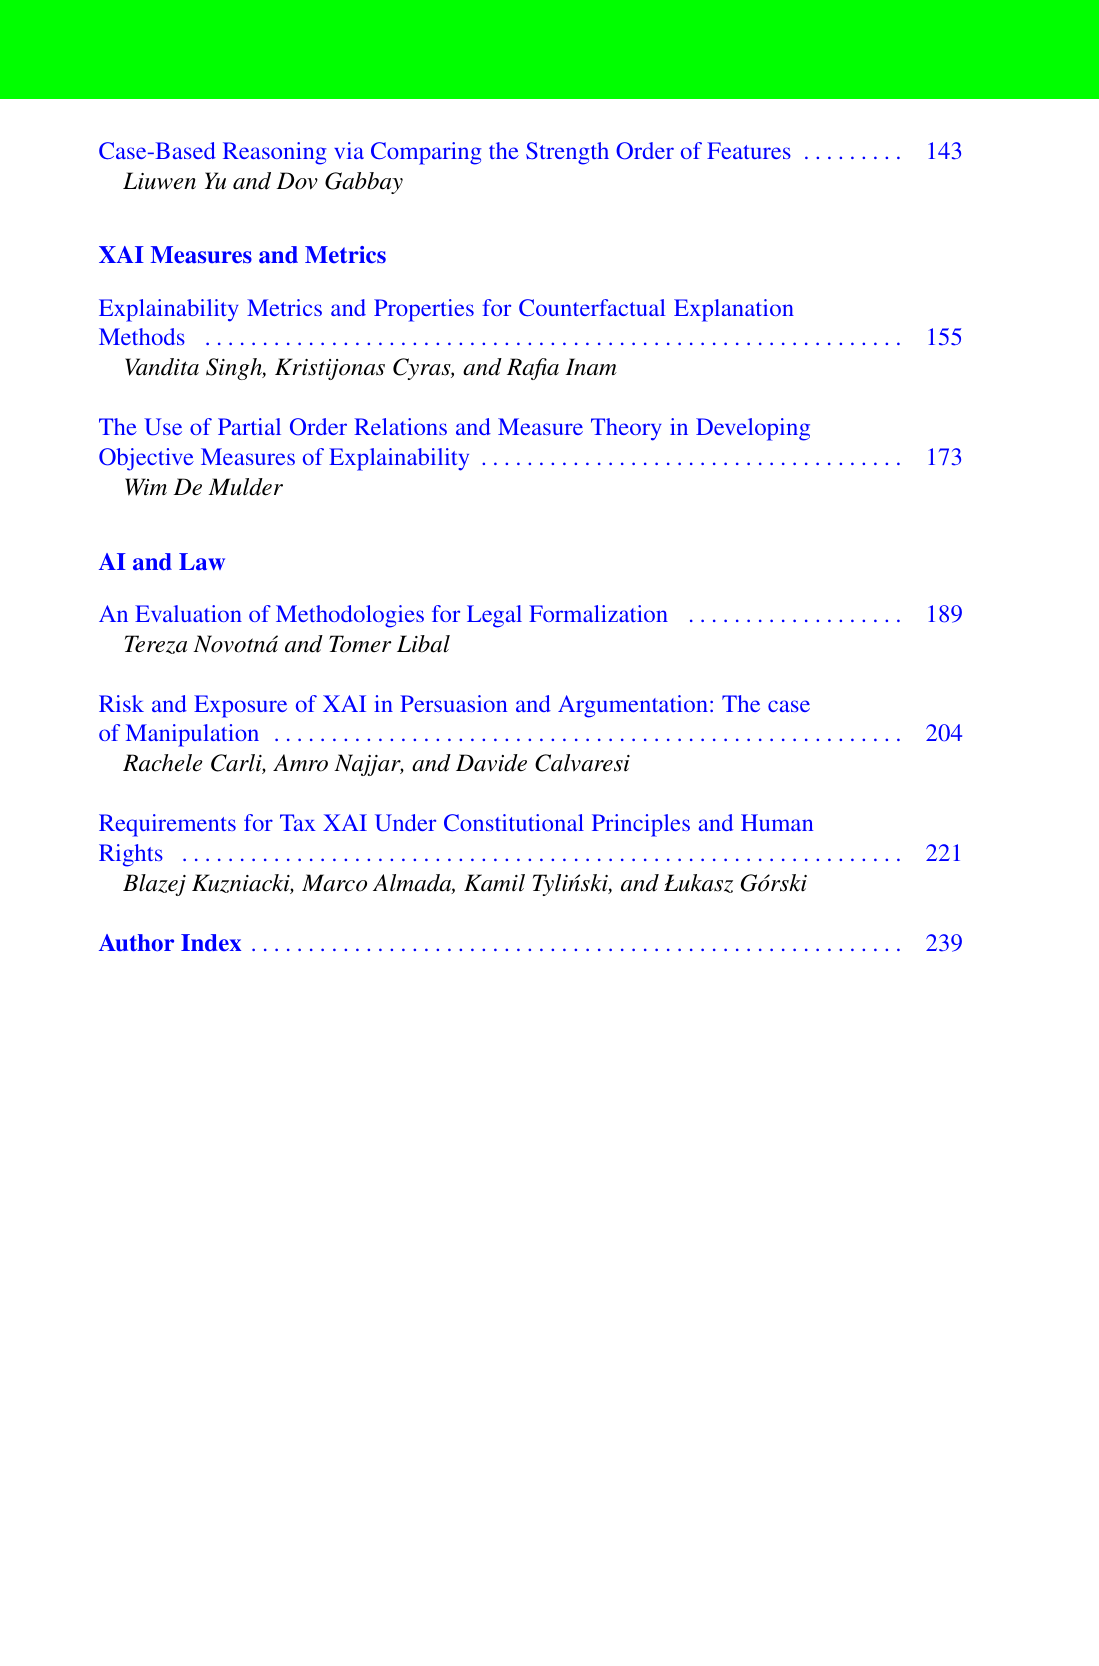 Case-Based Reasoning via Comparing the Strength Order of Features ......... 143
Liuwen Yu and Dov Gabbay
XAI Measures and Metrics
Explainability Metrics and Properties for Counterfactual Explanation
Methods ............................................................. 155
Vandita Singh, Kristijonas Cyras, and Rafia Inam
The Use of Partial Order Relations and Measure Theory in Developing
Objective Measures of Explainability ..................................... 173
Wim De Mulder
AI and Law
An Evaluation of Methodologies for Legal Formalization ................... 189
Tereza Novotná and Tomer Libal
Risk and Exposure of XAI in Persuasion and Argumentation: The case
of Manipulation ....................................................... 204
Rachele Carli, Amro Najjar, and Davide Calvaresi
Requirements for Tax XAI Under Constitutional Principles and Human
Rights ............................................................... 221
Blazej Kuzniacki, Marco Almada, Kamil Tyliński, and Łukasz Górski
Author Index ......................................................... 239